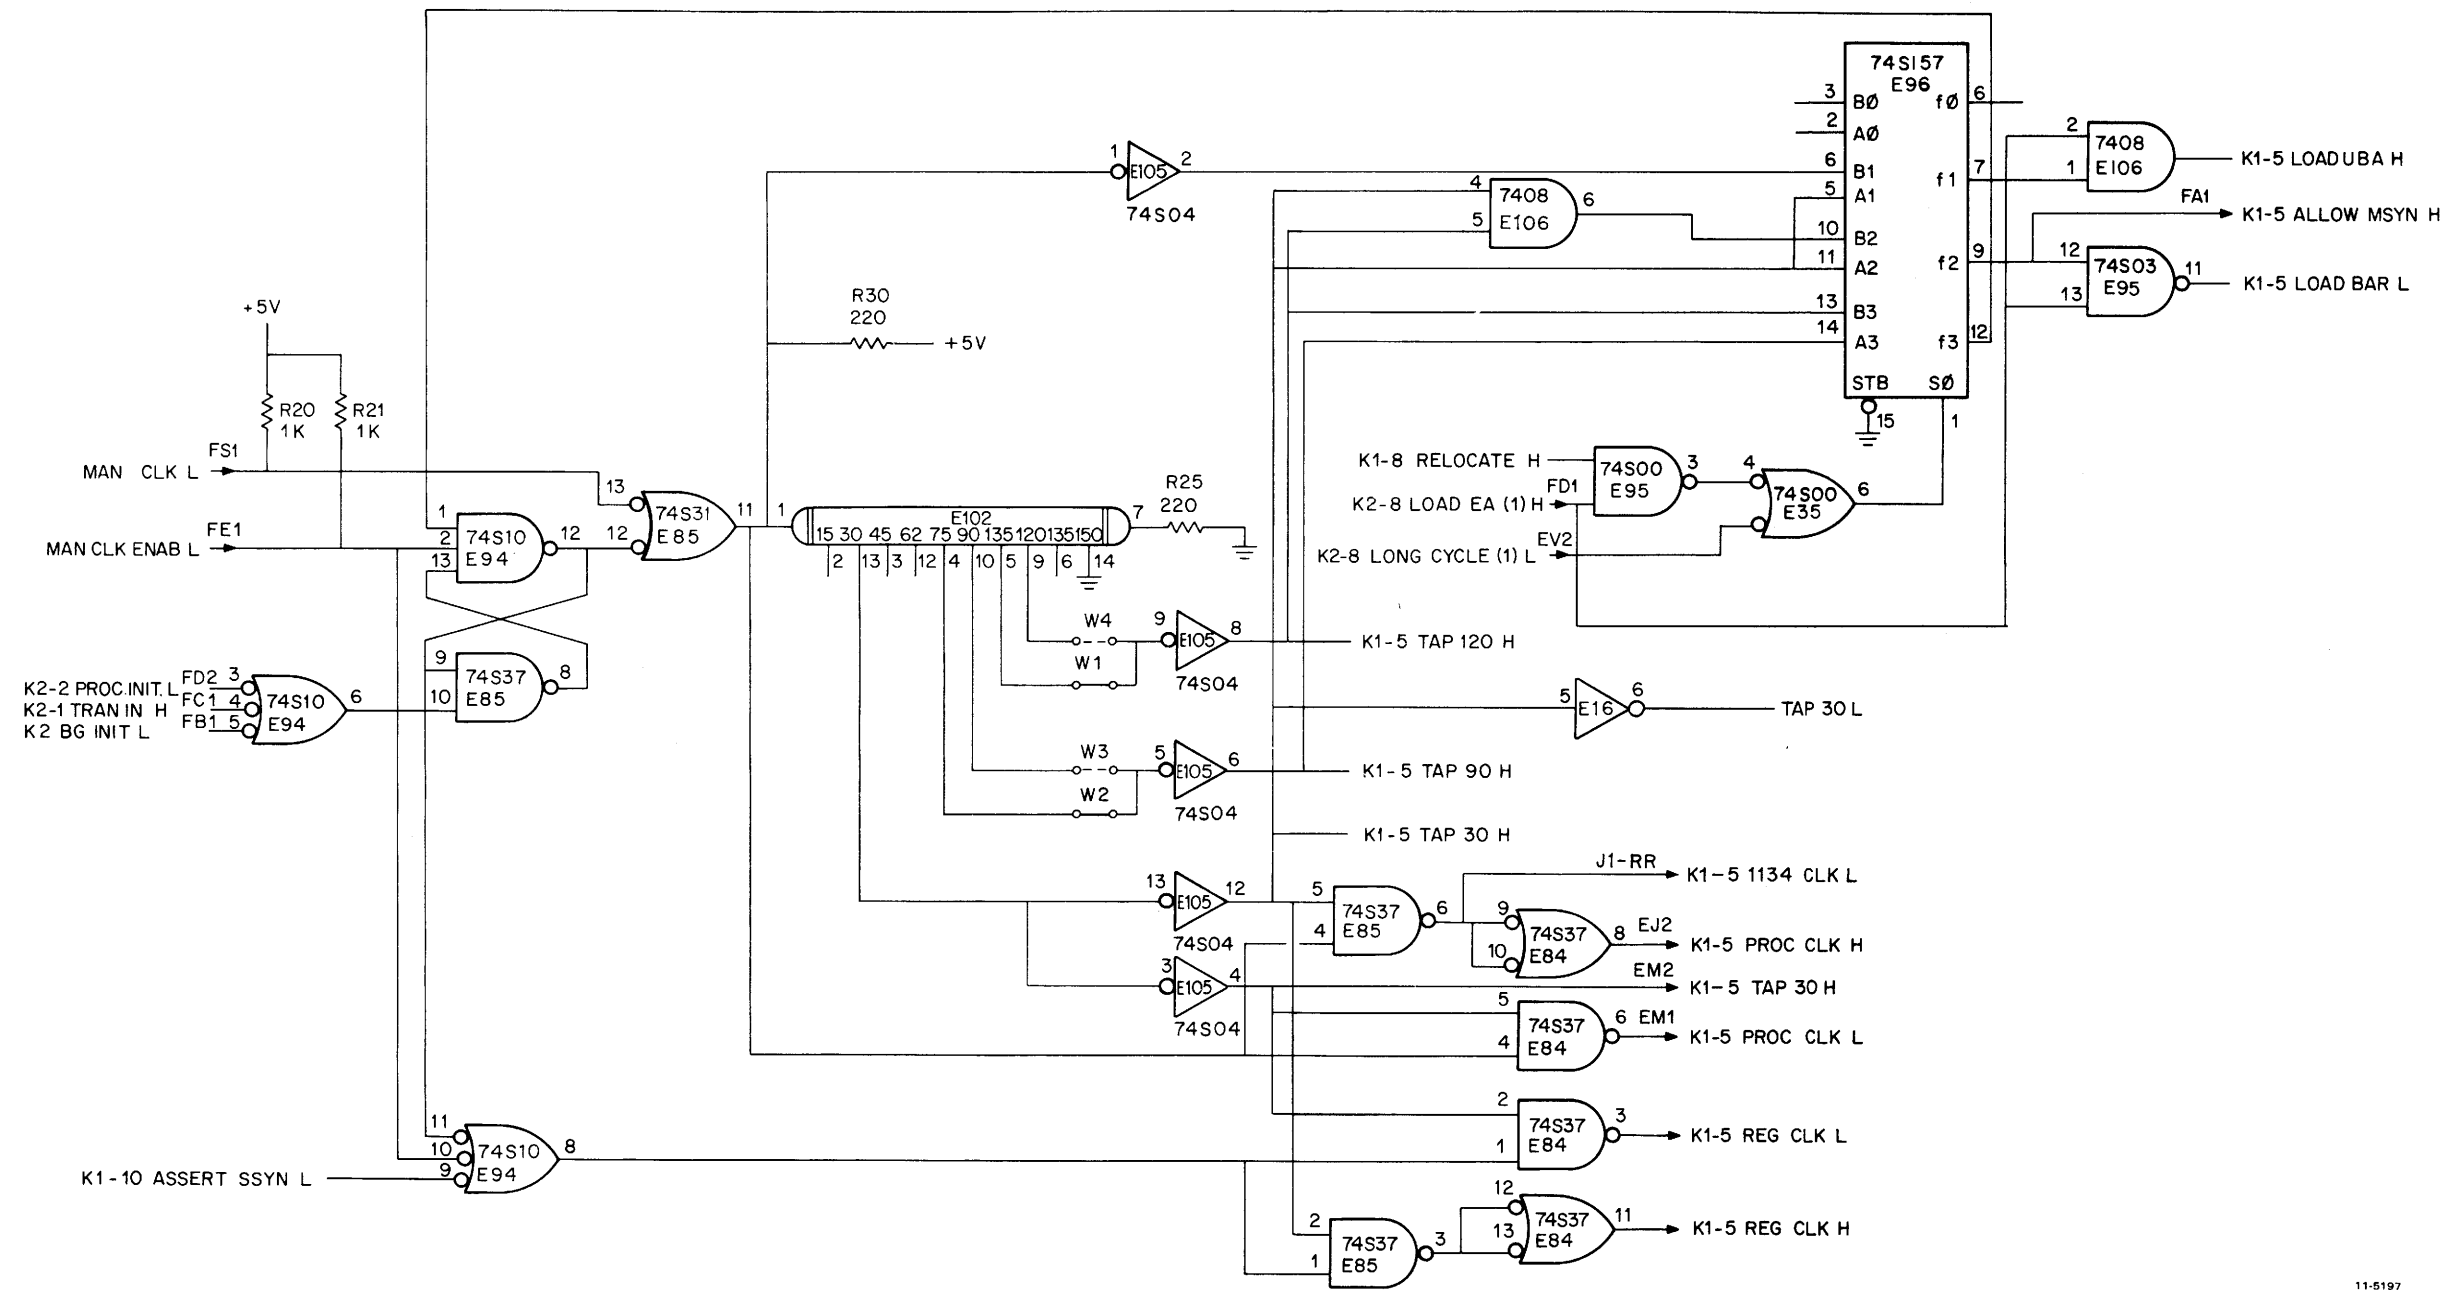 74S157
E96
3
BØ
fØ
6
2
AØ
6
B1
5
A1
f1
7
10
B2
11
A2
f2
9
13
B3
14
A3
f3
12
STB
SØ
15
1
2
7408
1
E106
K1-5 LOAD UBA H
FA1
K1-5 ALLOW MSYN H
12
74S03
11
13
E95
K1-5 LOAD BAR L
1
E105
2
74S04
4
7408
5
E106
6
R30
220
+5V
+5V
R20
1K
R21
1K
FS1
MAN CLK L
FE1
MAN CLK ENAB L
1
2
74S10
12
13
E94
13
74S31
12
E85
11
1
E102
7
15 30 45 62 75 90 135 120 135 150
2 13 3 12 4 10 5 9 6 14
R25
220
K1-8 RELOCATE H
FD1
K2-8 LOAD EA (1) H
EV2
K2-8 LONG CYCLE (1) L
74S00
E95
3
4
74S00
E35
6
9
74S37
8
10
E85
K2-2 PROC.INIT. L
FD2
3
K2-1 TRAN IN H
FC1
4
K2 BG INIT L
FB1
5
74S10
E94
6
W4
W1
9
E105
8
74S04
K1-5 TAP 120 H
5
E16
6
TAP 30 L
W3
W2
5
E105
6
74S04
K1-5 TAP 90 H
K1-5 TAP 30 H
13
E105
12
74S04
5
74S37
4
E85
6
J1-RR
K1-5 1134 CLK L
9
74S37
10
E84
8
EJ2
K1-5 PROC CLK H
3
E105
4
74S04
EM2
K1-5 TAP 30 H
5
74S37
4
E84
6
EM1
K1-5 PROC CLK L
2
74S37
1
E84
3
K1-5 REG CLK L
11
10
9
74S10
E94
8
K1-10 ASSERT SSYN L
2
74S37
1
E85
3
12
74S37
13
E84
11
K1-5 REG CLK H
11-5197